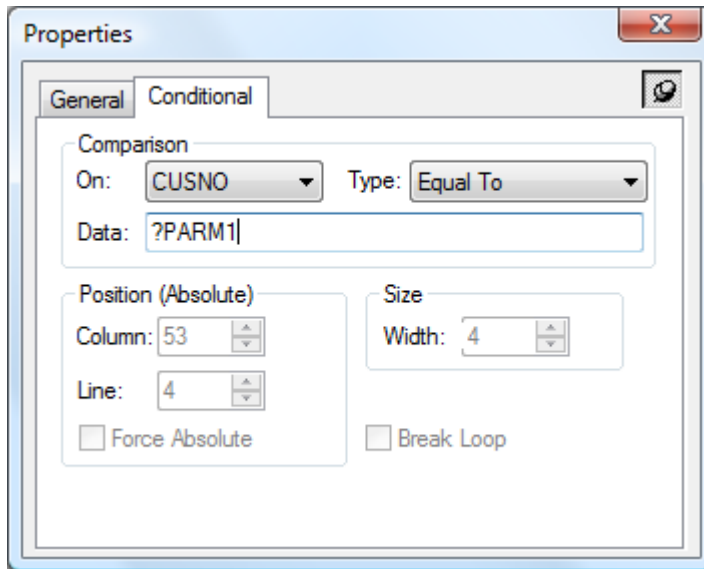 Properties
General Conditional
Comparison
On: CUSNO Type: Equal To
Data: ?PARM1
Position (Absolute) Size
Column: 53 Width: 4
Line: 4
Force Absolute Break Loop